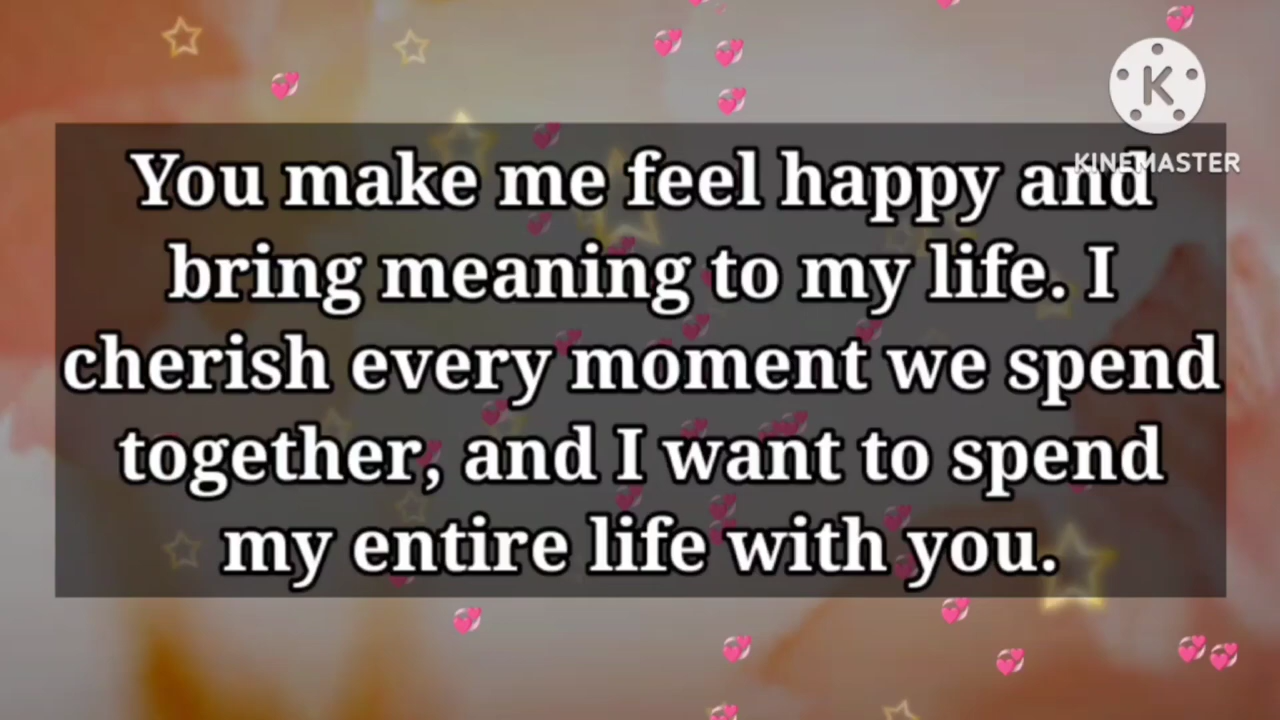 You make me feel happy and
bring meaning to my life. I
cherish every moment we spend
together, and I want to spend
my entire life with you.
K
KINEMASTER